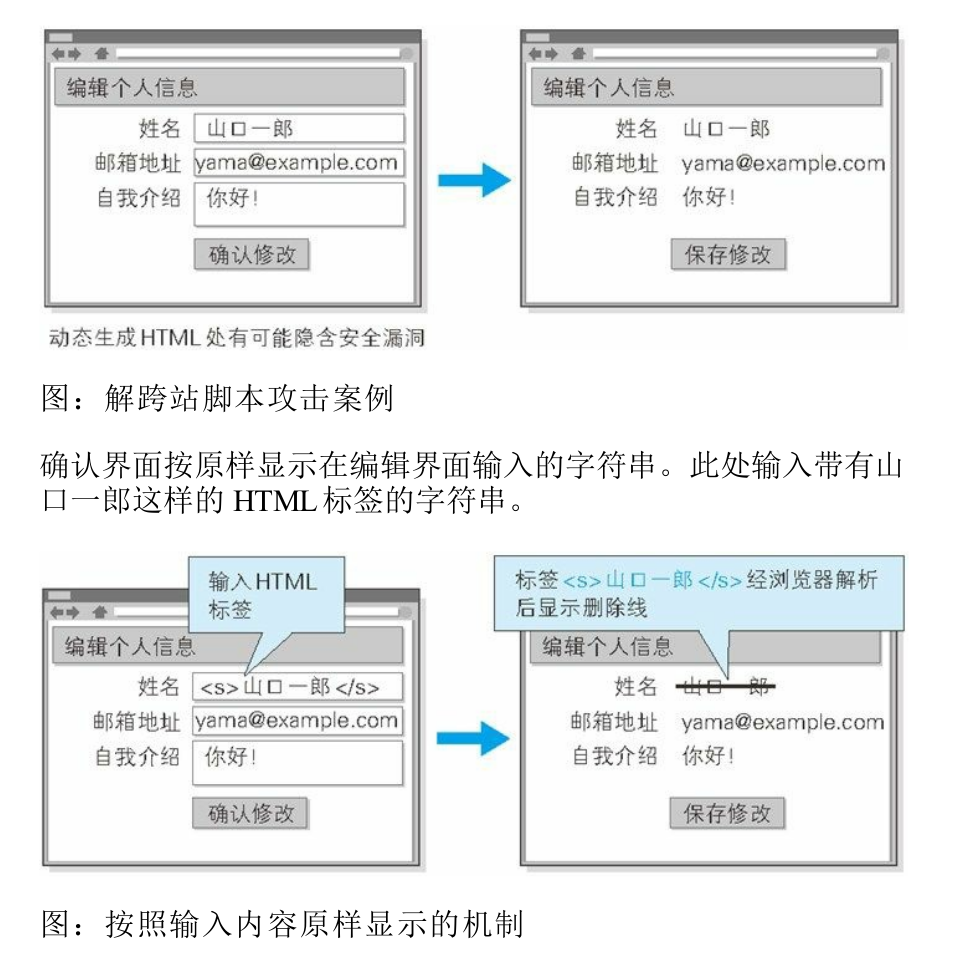 编辑个人信息
姓名 山口一郎
邮箱地址 yama@example.com
自我介绍 你好!
确认修改
编辑个人信息
姓名 山口一郎
邮箱地址 yama@example.com
自我介绍 你好!
保存修改
动态生成HTML处有可能隐含安全漏洞
图：解跨站脚本攻击案例
确认界面按原样显示在编辑界面输入的字符串。此处输入带有山
口一郎这样的 HTML 标签的字符串。
输入HTML
标签
编辑个人信息
姓名 <s>山口一郎</s>
邮箱地址 yama@example.com
自我介绍 你好!
确认修改
标签<s>山口一郎</s>经浏览器解析
后显示删除线
编辑个人信息
姓名 山口一郎
邮箱地址 yama@example.com
自我介绍 你好!
保存修改
图：按照输入内容原样显示的机制